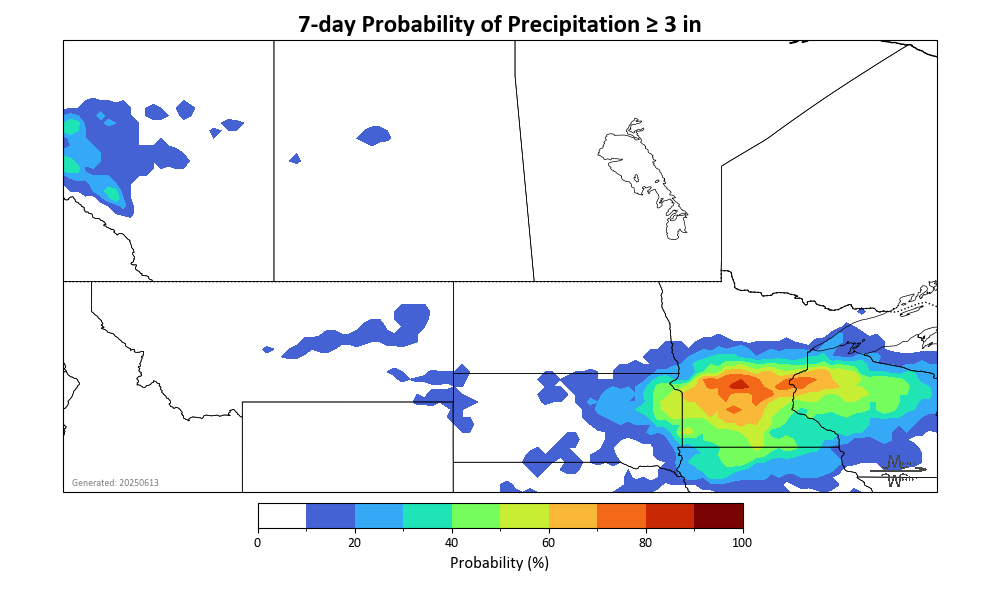 7-day Probability of Precipitation ≥ 3 in
Generated: 20250613
0 20 40 60 80 100
Probability (%)